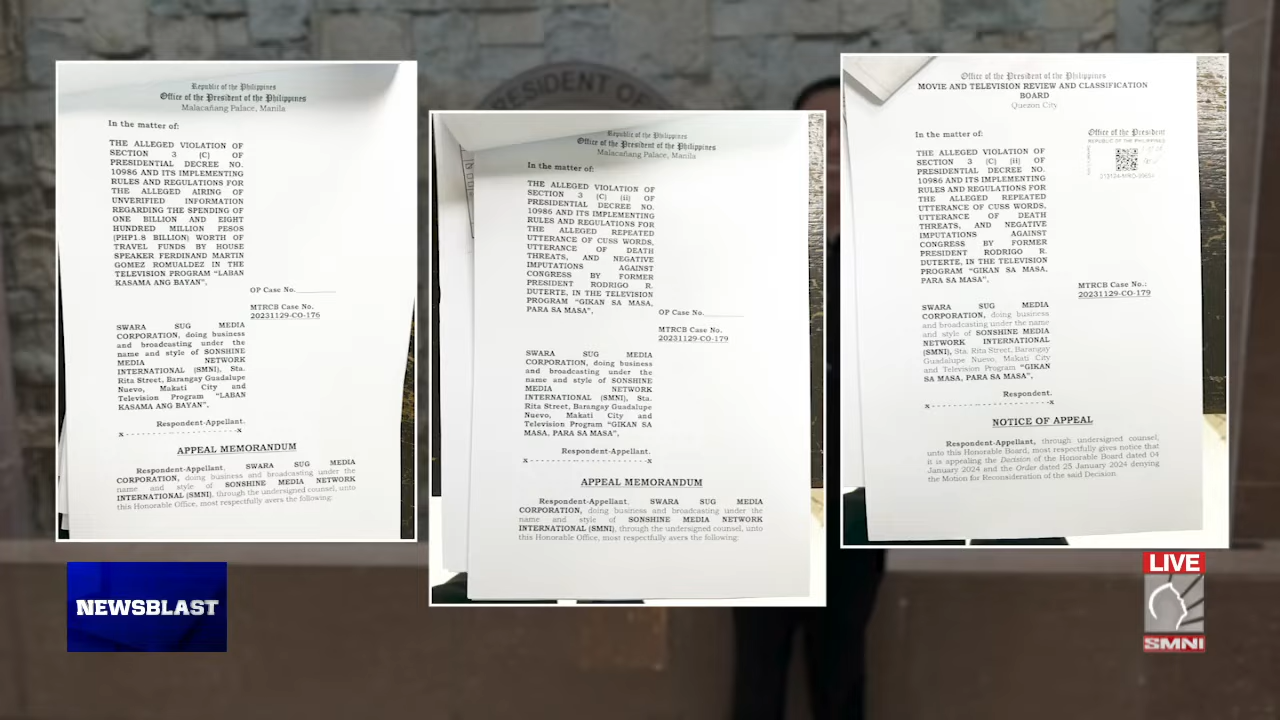 Republic of the Philippines
Office of the President of the Philippines
Malacañang Palace, Manila
In the matter of:
THE ALLEGED VIOLATION OF
SECTION 3 (C) OF
PRESIDENTIAL DECREE NO.
10986 AND ITS IMPLEMENTING
RULES AND REGULATIONS FOR
THE ALLEGED AIRING OF
UNVERIFIED INFORMATION
REGARDING THE SPENDING OF
ONE BILLION AND EIGHT
HUNDRED MILLION PESOS
(PHP1.8 BILLION) WORTH OF
TRAVEL FUNDS BY HOUSE
SPEAKER FERDINAND MARTIN
GOMEZ ROMUALDEZ IN THE
TELEVISION PROGRAM “LABAN
KASAMA ANG BAYAN”,
OP Case No.________
MTRCB Case No.
20231129-CO-176
SWARA SUG MEDIA
CORPORATION, doing business
and broadcasting under the
name and style of SONSHINE
MEDIA NETWORK
INTERNATIONAL (SMNI), Sta.
Rita Street, Barangay Guadalupe
Nuevo, Makati City and
Television Program “LABAN
KASAMA ANG BAYAN”,
Respondent-Appellant.
x - - - - - - - - - - - - - - - - - - - -x
APPEAL MEMORANDUM
Respondent-Appellant, SWARA SUG MEDIA
CORPORATION, doing business and broadcasting under the
name and style of SONSHINE MEDIA NETWORK
INTERNATIONAL (SMNI), through the undersigned counsel, unto
this Honorable Office, most respectfully avers the following:
Republic of the Philippines
Office of the President of the Philippines
Malacañang Palace, Manila
In the matter of:
THE ALLEGED VIOLATION OF
SECTION 3 (C) (ii) OF
PRESIDENTIAL DECREE NO.
10986 AND ITS IMPLEMENTING
RULES AND REGULATIONS FOR
THE ALLEGED REPEATED
UTTERANCE OF CUSS WORDS,
UTTERANCE OF DEATH
THREATS, AND NEGATIVE
IMPUTATIONS AGAINST
CONGRESS BY FORMER
PRESIDENT RODRIGO R.
DUTERTE, IN THE TELEVISION
PROGRAM “GIKAN SA MASA,
PARA SA MASA”,
OP Case No.________
MTRCB Case No.
20231129-CO-179
SWARA SUG MEDIA
CORPORATION, doing business
and broadcasting under the
name and style of SONSHINE
MEDIA NETWORK
INTERNATIONAL (SMNI), Sta.
Rita Street, Barangay Guadalupe
Nuevo, Makati City and
Television Program “GIKAN SA
MASA, PARA SA MASA”,
Respondent-Appellant.
x - - - - - - - - - - - - - - - - - - - -x
APPEAL MEMORANDUM
Respondent-Appellant, SWARA SUG MEDIA
CORPORATION, doing business and broadcasting under the
name and style of SONSHINE MEDIA NETWORK
INTERNATIONAL (SMNI), through the undersigned counsel, unto
this Honorable Office, most respectfully avers the following:
Office of the President of the Philippines
MOVIE AND TELEVISION REVIEW AND CLASSIFICATION
BOARD
Quezon City
In the matter of:
Office of the President
REPUBLIC OF THE PHILIPPINES
THE ALLEGED VIOLATION OF
SECTION 3 (C) (ii) OF
PRESIDENTIAL DECREE NO.
10986 AND ITS IMPLEMENTING
RULES AND REGULATIONS FOR
THE ALLEGED REPEATED
UTTERANCE OF CUSS WORDS,
UTTERANCE OF DEATH
THREATS, AND NEGATIVE
IMPUTATIONS AGAINST
CONGRESS BY FORMER
PRESIDENT RODRIGO R.
DUTERTE, IN THE TELEVISION
PROGRAM “GIKAN SA MASA,
PARA SA MASA”,
MTRCB Case No.:
20231129-CO-179
SWARA SUG MEDIA
CORPORATION, doing business
and broadcasting under the name
and style of SONSHINE MEDIA
NETWORK INTERNATIONAL
(SMNI), Sta. Rita Street, Barangay
Guadalupe Nuevo, Makati City
and Television Program “GIKAN
SA MASA, PARA SA MASA”,
Respondent.
x - - - - - - - - - - - - - - - - - - - -x
NOTICE OF APPEAL
Respondent-Appellant, through undersigned counsel,
unto this Honorable Board, most respectfully gives notice that
it is appealing the Decision of the Honorable Board dated 04
January 2024 and the Order dated 25 January 2024 denying
the Motion for Reconsideration of the said Decision.
NEWSBLAST
LIVE
SMNI